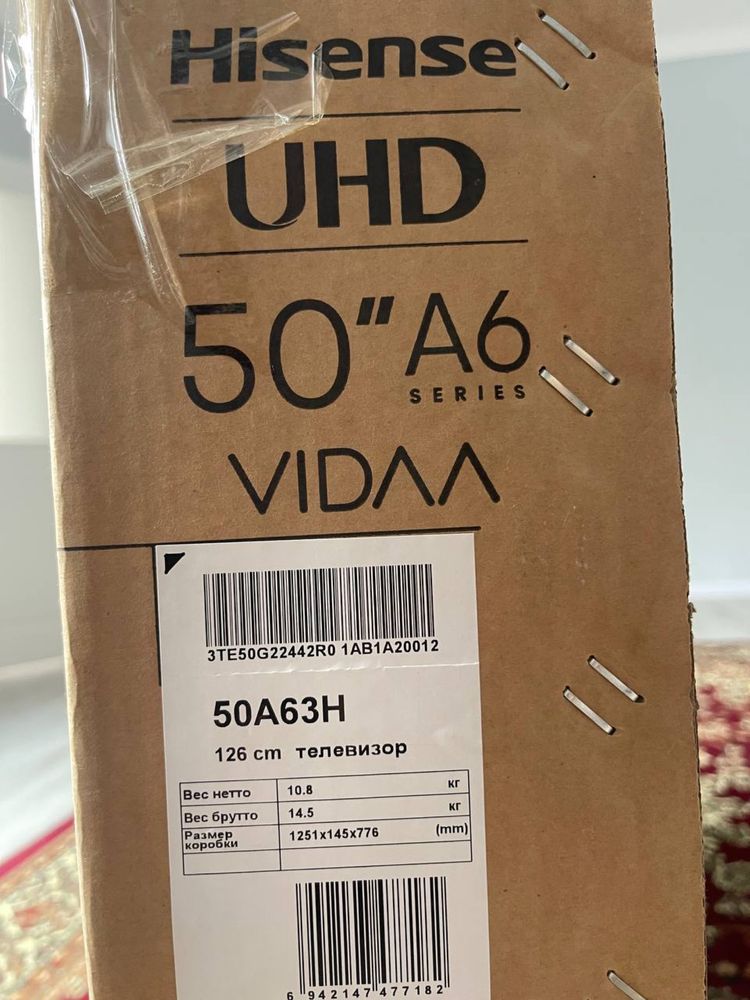 Hisense
UHD
50" A6
SERIES
VIDAA
3TE50G22442R0 1AB1A20012
50A63H
126 cm телевизор
Вес нетто 10.8 кг
Вес брутто 14.5 кг
Размер коробки 1251x145x776 (mm)
6 942147 477182